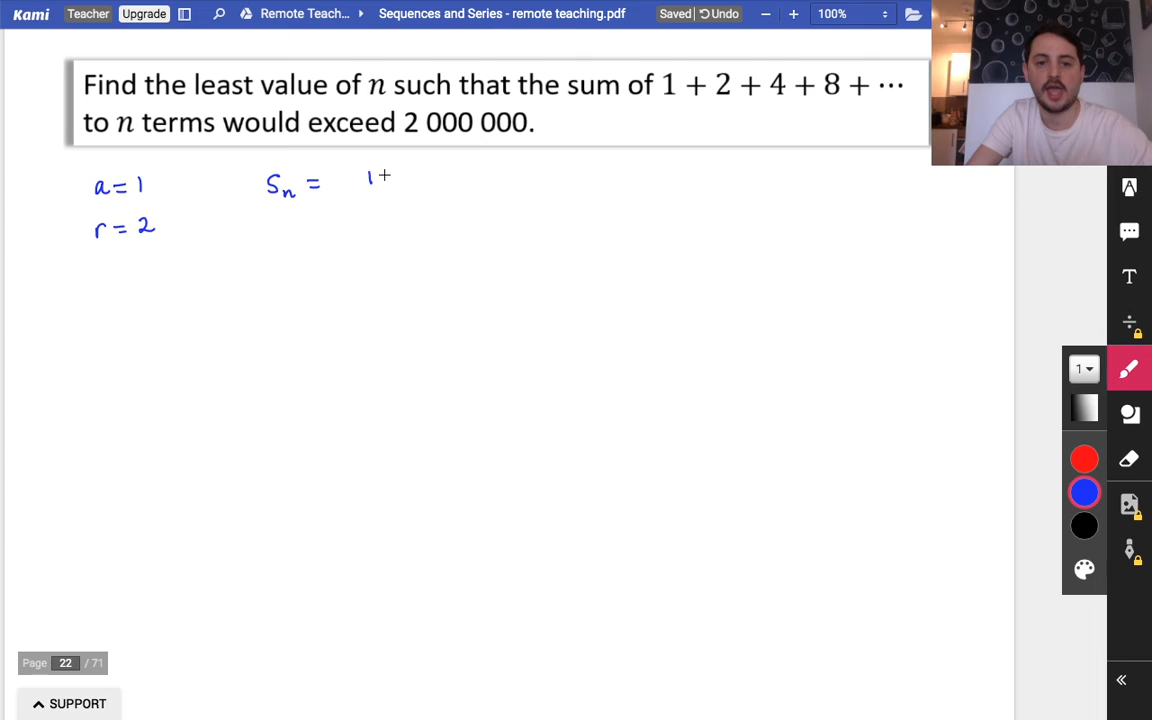 Kami Teacher Upgrade Remote Teach... Sequences and Series - remote teaching.pdf Saved Undo 100%
Find the least value of n such that the sum of 1 + 2 + 4 + 8 + ⋯
to n terms would exceed 2 000 000.
a = 1
Sₙ = 1
r = 2
T
1
Page 22 / 71
SUPPORT